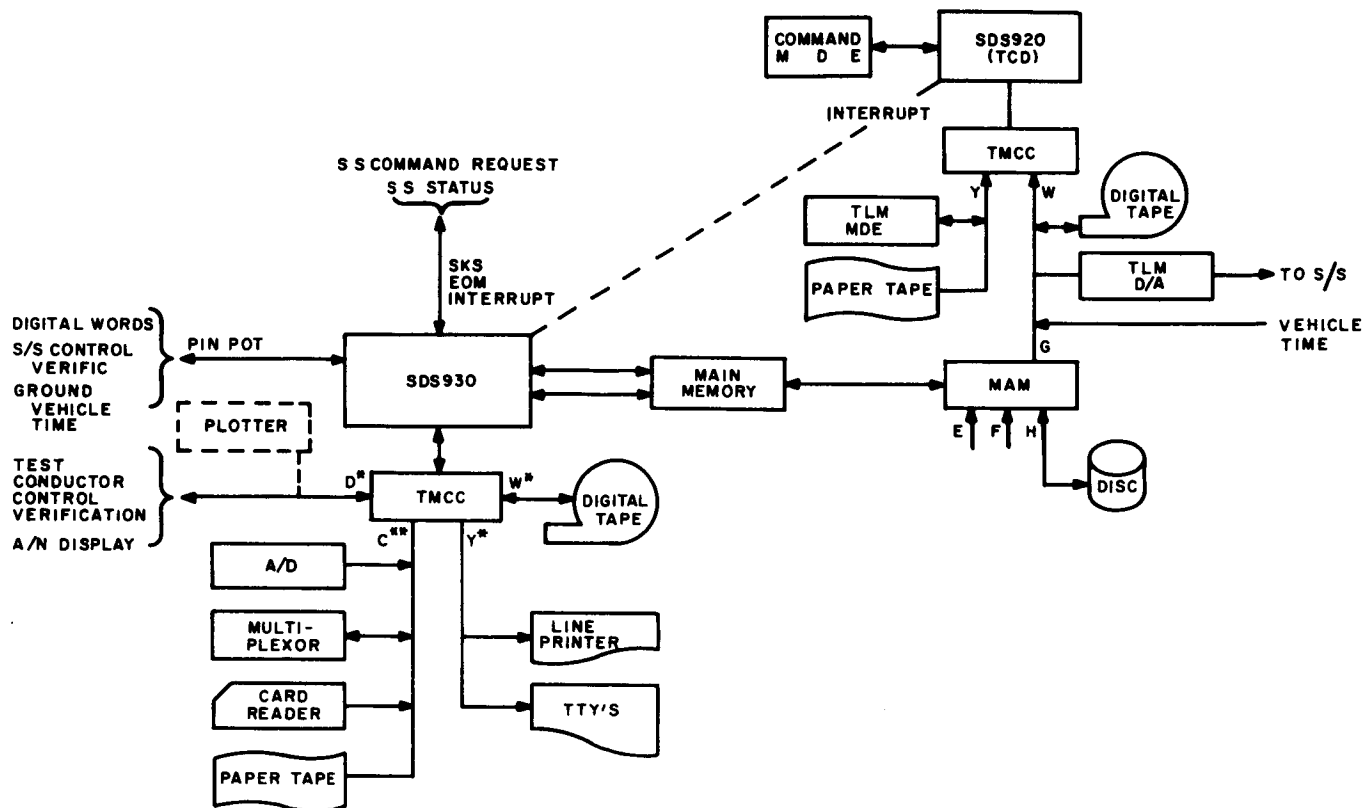 COMMAND
M D E
SDS920
(TCD)
INTERRUPT
TMCC
Y
W
DIGITAL
TAPE
TLM
MDE
PAPER TAPE
TLM
D/A
TO S/S
VEHICLE
TIME
G
MAM
E
F
H
DISC
S S COMMAND REQUEST
SS STATUS
SKS
EOM
INTERRUPT
DIGITAL WORDS
S/S CONTROL
VERIFIC
GROUND
VEHICLE
TIME
PIN POT
SDS930
MAIN
MEMORY
PLOTTER
TEST
CONDUCTOR
CONTROL
VERIFICATION
A/N DISPLAY
D*
TMCC
W*
DIGITAL
TAPE
C**
Y*
A/D
MULTI-
PLEXOR
CARD
READER
PAPER TAPE
LINE
PRINTER
TTY'S